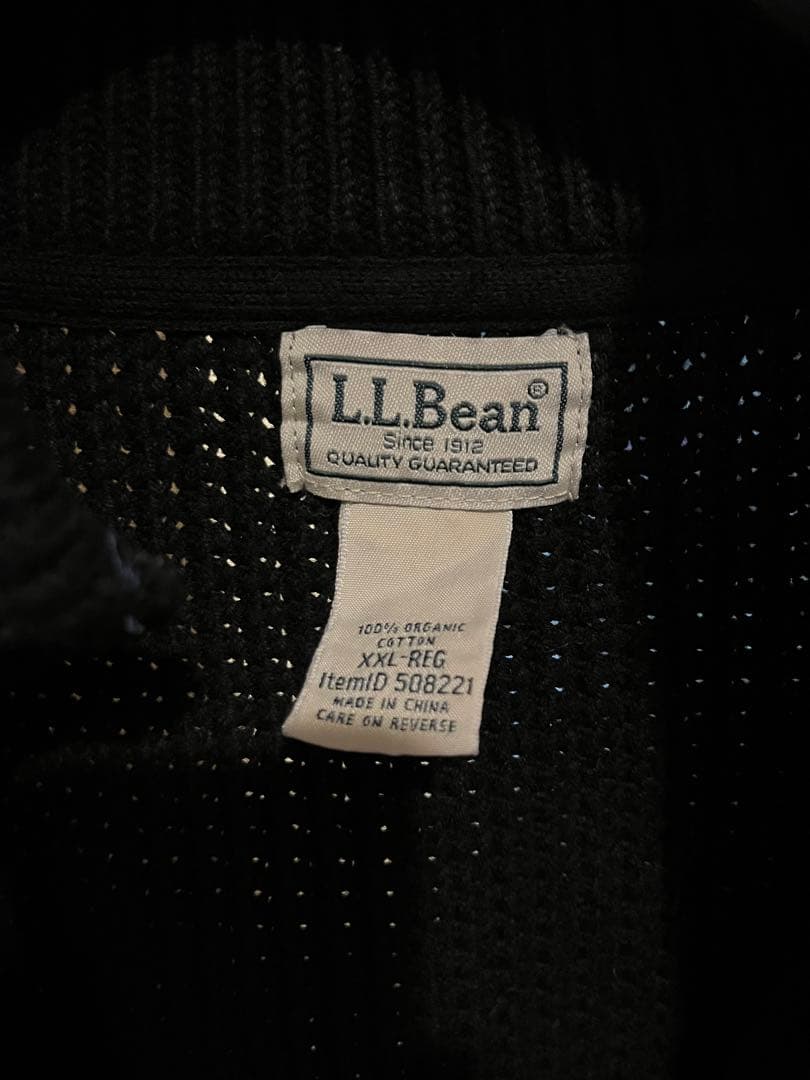 L.L.Bean®
Since 1912
QUALITY GUARANTEED
100% ORGANIC
COTTON
XXL-REG
ItemID 508221
MADE IN CHINA
CARE ON REVERSE